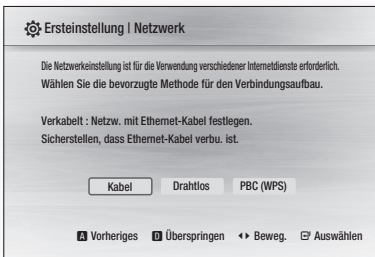 Ersteinstellung | Netzwerk
Die Netzwerkeinstellung ist für die Verwendung verschiedener Internetdienste erforderlich.
Wählen Sie die bevorzugte Methode für den Verbindungsaufbau.
Verkabelt : Netzw. mit Ethernet-Kabel festlegen.
Sicherstellen, dass Ethernet-Kabel verbu. ist.
Kabel Drahtlos PBC (WPS)
A Vorheriges D Überspringen Beweg. Auswählen